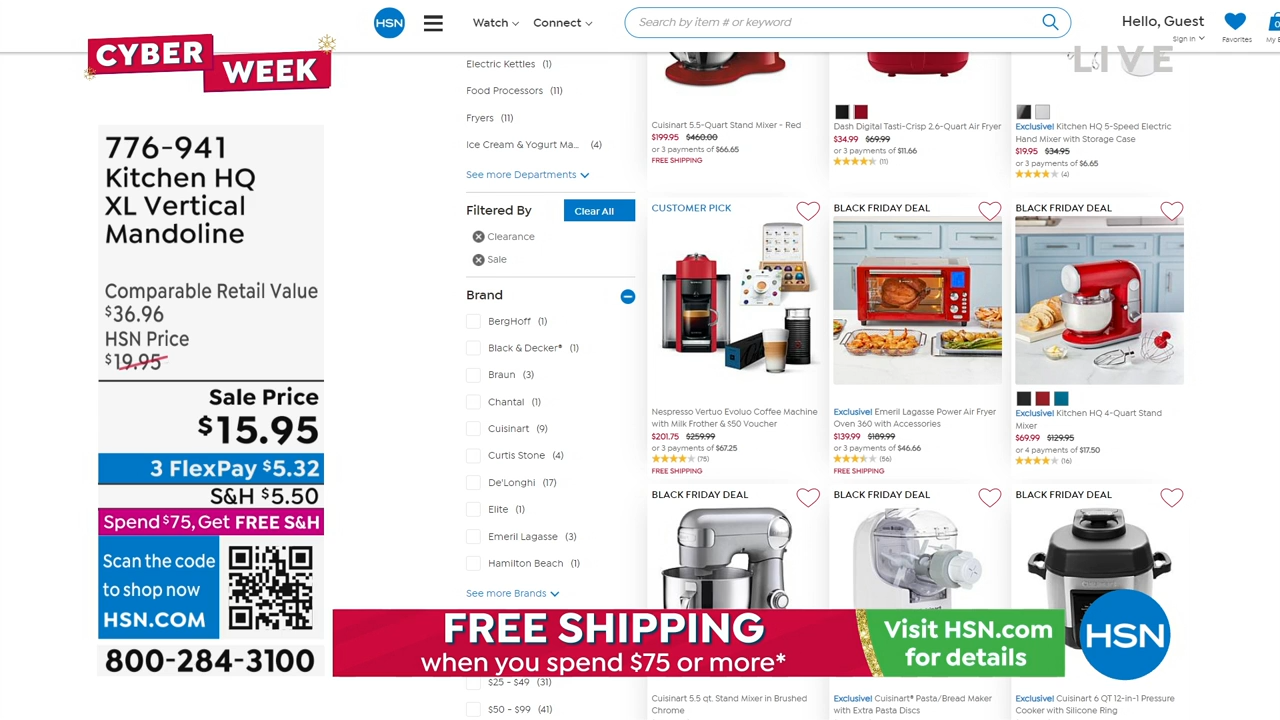 HSN
Watch
Connect
Search by item # or keyword
Hello, Guest
Sign In
Favorites
0
LIVE
CYBER
WEEK
776-941
Kitchen HQ
XL Vertical
Mandoline
Comparable Retail Value
$36.96
HSN Price
$19.95
Sale Price
$15.95
3 FlexPay $5.32
S&H $5.50
Spend $75, Get FREE S&H
Scan the code
to shop now
HSN.COM
800-284-3100
Electric Kettles (1)
Food Processors (11)
Fryers (11)
Ice Cream & Yogurt Ma... (4)
See more Departments
Filtered By
Clear All
Clearance
Sale
Brand
BergHoff (1)
Black & Decker® (1)
Braun (3)
Chantal (1)
Cuisinart (9)
Curtis Stone (4)
De'Longhi (17)
Elite (1)
Emeril Lagasse (3)
Hamilton Beach (1)
See more Brands
$25 - $49 (31)
$50 - $99 (41)
Cuisinart 5.5-Quart Stand Mixer - Red
$199.95 $460.00
or 3 payments of $66.65
FREE SHIPPING
Dash Digital Tasti-Crisp 2.6-Quart Air Fryer
$34.99 $69.99
or 3 payments of $11.66
(11)
Exclusive! Kitchen HQ 5-Speed Electric
Hand Mixer with Storage Case
$19.95 $34.95
or 3 payments of $6.65
(4)
CUSTOMER PICK
Nespresso Vertuo Evoluo Coffee Machine
with Milk Frother & $50 Voucher
$201.75 $259.99
or 3 payments of $67.25
(75)
FREE SHIPPING
BLACK FRIDAY DEAL
Exclusive! Emeril Lagasse Power Air Fryer
Oven 360 with Accessories
$139.99 $189.99
or 3 payments of $46.66
(56)
FREE SHIPPING
BLACK FRIDAY DEAL
Exclusive! Kitchen HQ 4-Quart Stand
Mixer
$69.99 $129.95
or 4 payments of $17.50
(16)
BLACK FRIDAY DEAL
Cuisinart 5.5 qt. Stand Mixer in Brushed
Chrome
BLACK FRIDAY DEAL
Exclusive! Cuisinart® Pasta/Bread Maker
with Extra Pasta Discs
BLACK FRIDAY DEAL
Exclusive! Cuisinart 6 QT 12-in-1 Pressure
Cooker with Silicone Ring
FREE SHIPPING
when you spend $75 or more*
Visit HSN.com
for details
HSN